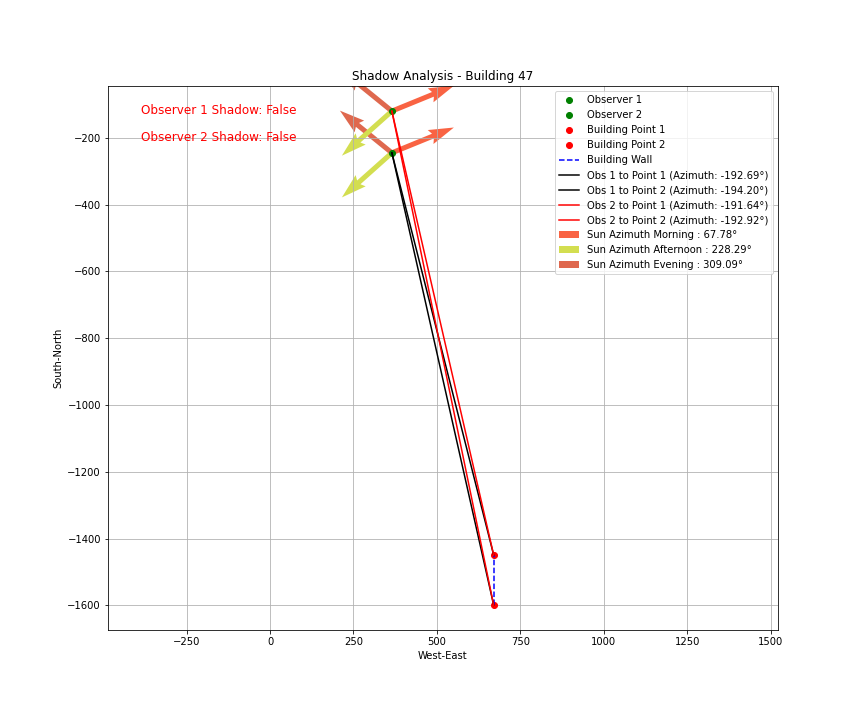 Shadow Analysis - Building 47
Observer 1 Shadow: False
Observer 2 Shadow: False
Observer 1
Observer 2
Building Point 1
Building Point 2
Building Wall
Obs 1 to Point 1 (Azimuth: -192.69°)
Obs 1 to Point 2 (Azimuth: -194.20°)
Obs 2 to Point 1 (Azimuth: -191.64°)
Obs 2 to Point 2 (Azimuth: -192.92°)
Sun Azimuth Morning : 67.78°
Sun Azimuth Afternoon : 228.29°
Sun Azimuth Evening : 309.09°
South-North
−200
−400
−600
−800
−1000
−1200
−1400
−1600
−250
0
250
500
750
1000
1250
1500
West-East